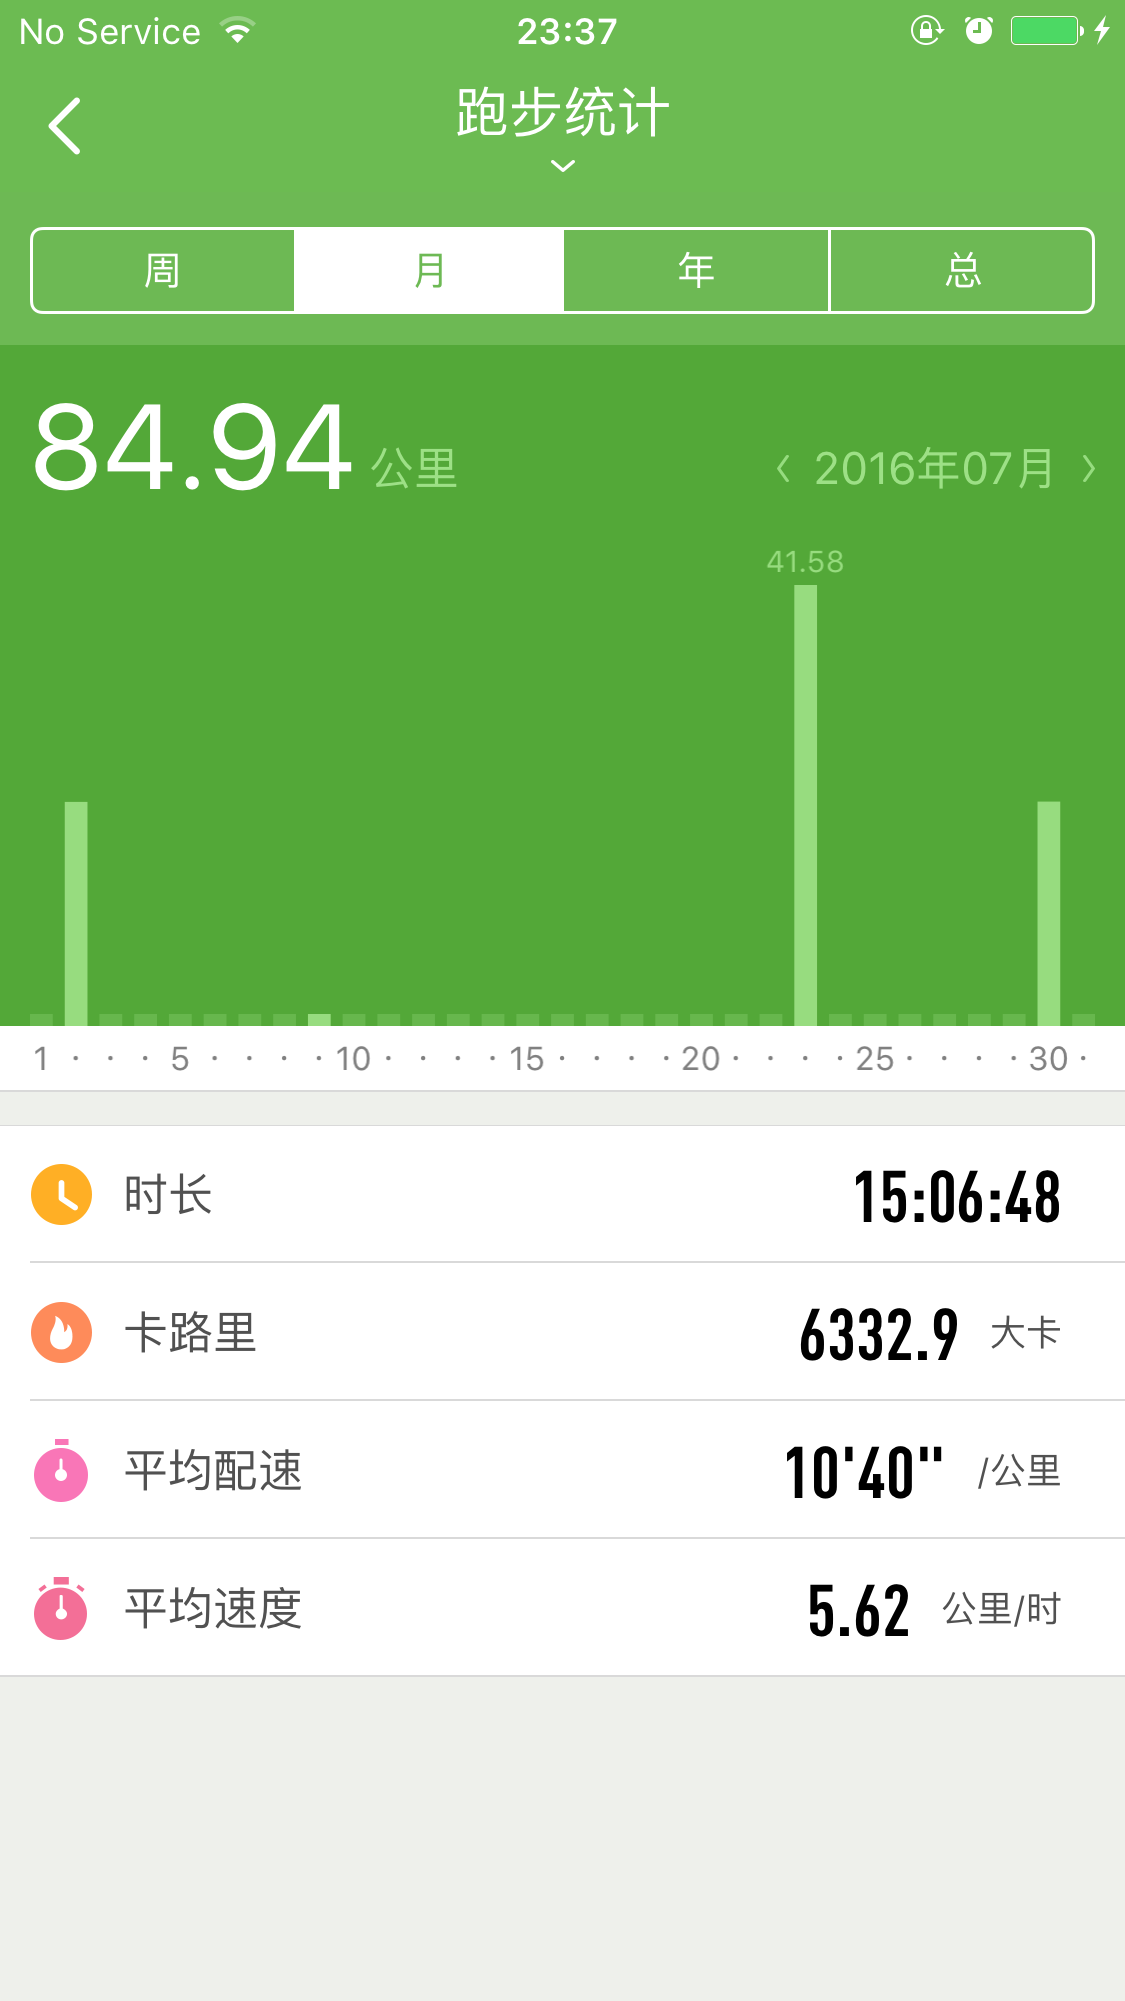 No Service 23:37
跑步统计
周 月 年 总
84.94 公里 2016年07月
41.58
1 · · · 5 · · · · 10 · · · · 15 · · · · 20 · · · · 25 · · · · 30 ·
时长 15:06:48
卡路里 6332.9 大卡
平均配速 10'40" /公里
平均速度 5.62 公里/时